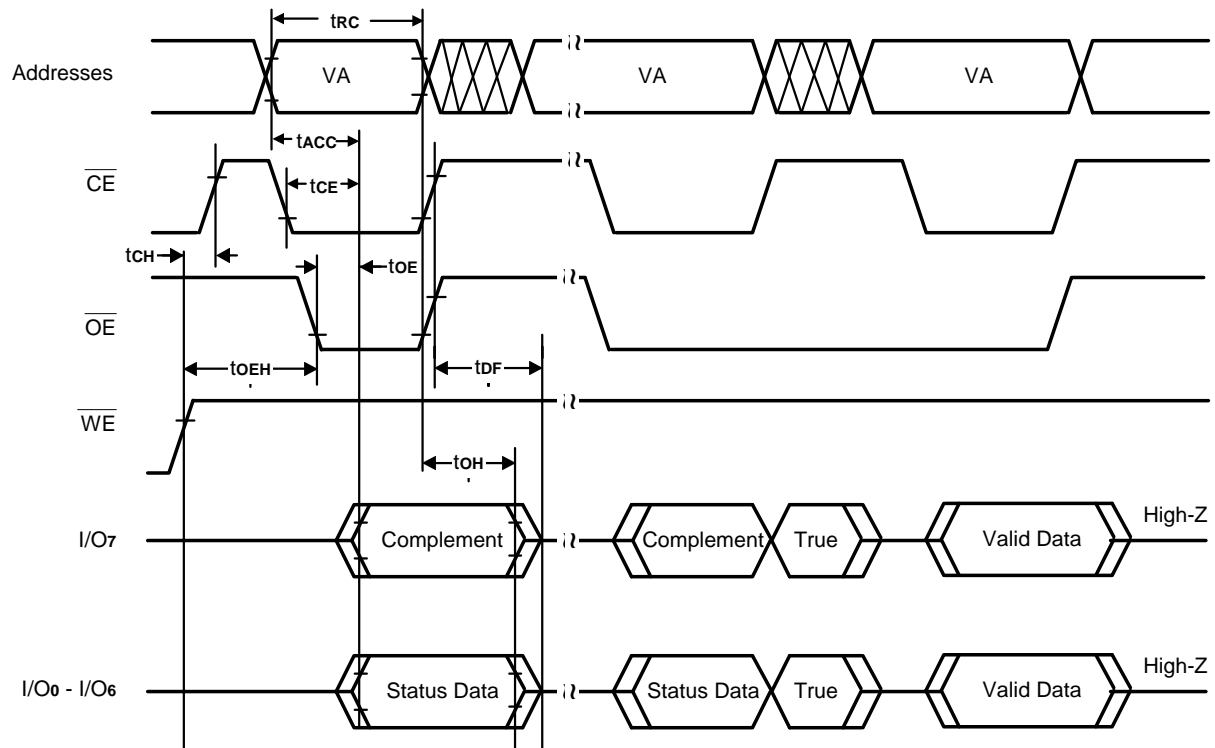 tRC
Addresses VA VA VA
tACC
CE tCE
tCH tOE
OE
tOEH tDF
WE
tOH
I/O7 Complement Complement True Valid Data High-Z
I/O0 - I/O6 Status Data Status Data True Valid Data High-Z